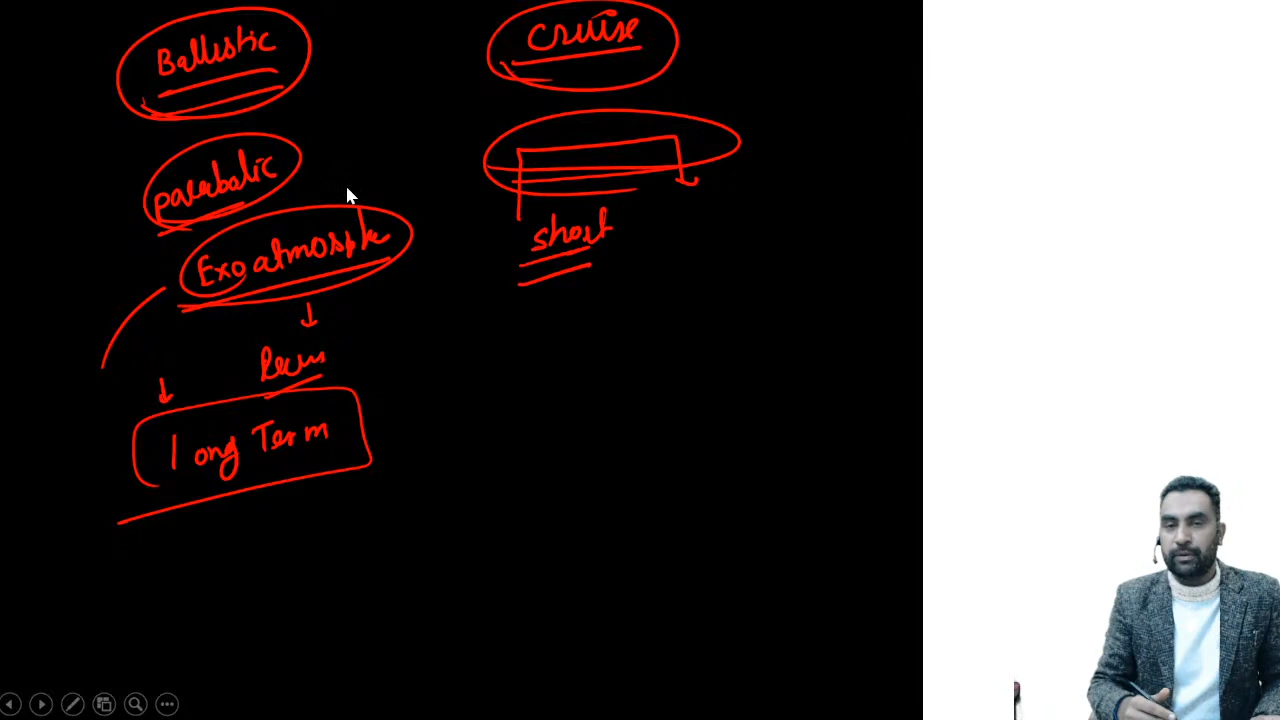 Ballistic
parabolic
Exoatmosphe
Long Term
Cruise
short